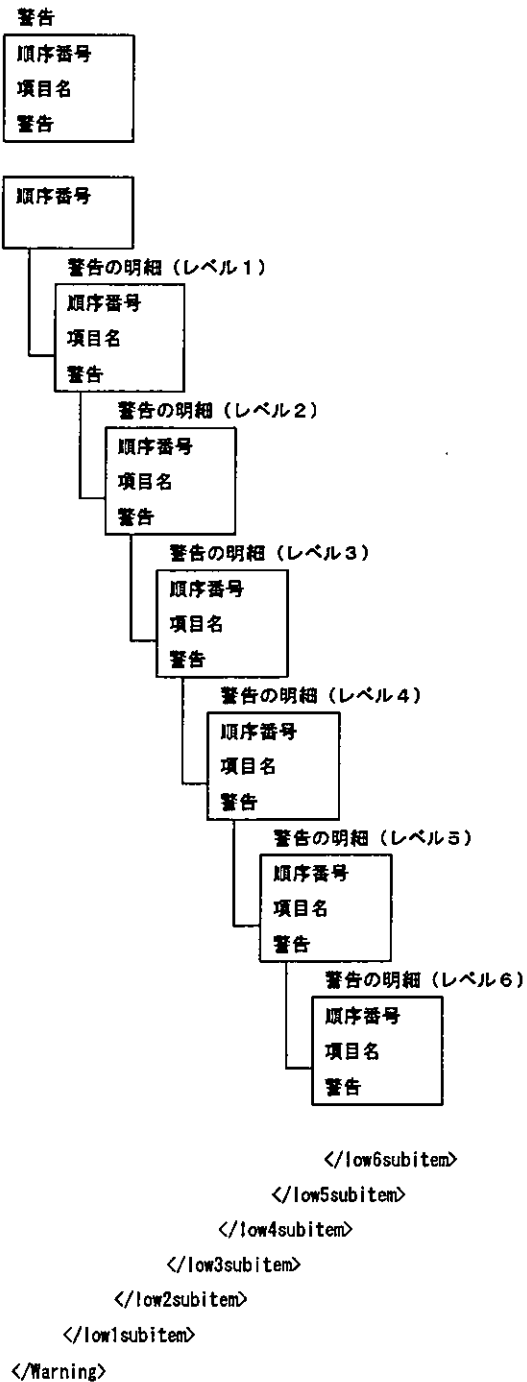 警告
順序番号
項目名
警告
順序番号
警告の明細（レベル１）
順序番号
項目名
警告
警告の明細（レベル２）
順序番号
項目名
警告
警告の明細（レベル３）
順序番号
項目名
警告
警告の明細（レベル４）
順序番号
項目名
警告
警告の明細（レベル５）
順序番号
項目名
警告
警告の明細（レベル６）
順序番号
項目名
警告
</low6subitem>
</low5subitem>
</low4subitem>
</low3subitem>
</low2subitem>
</low1subitem>
</Warning>